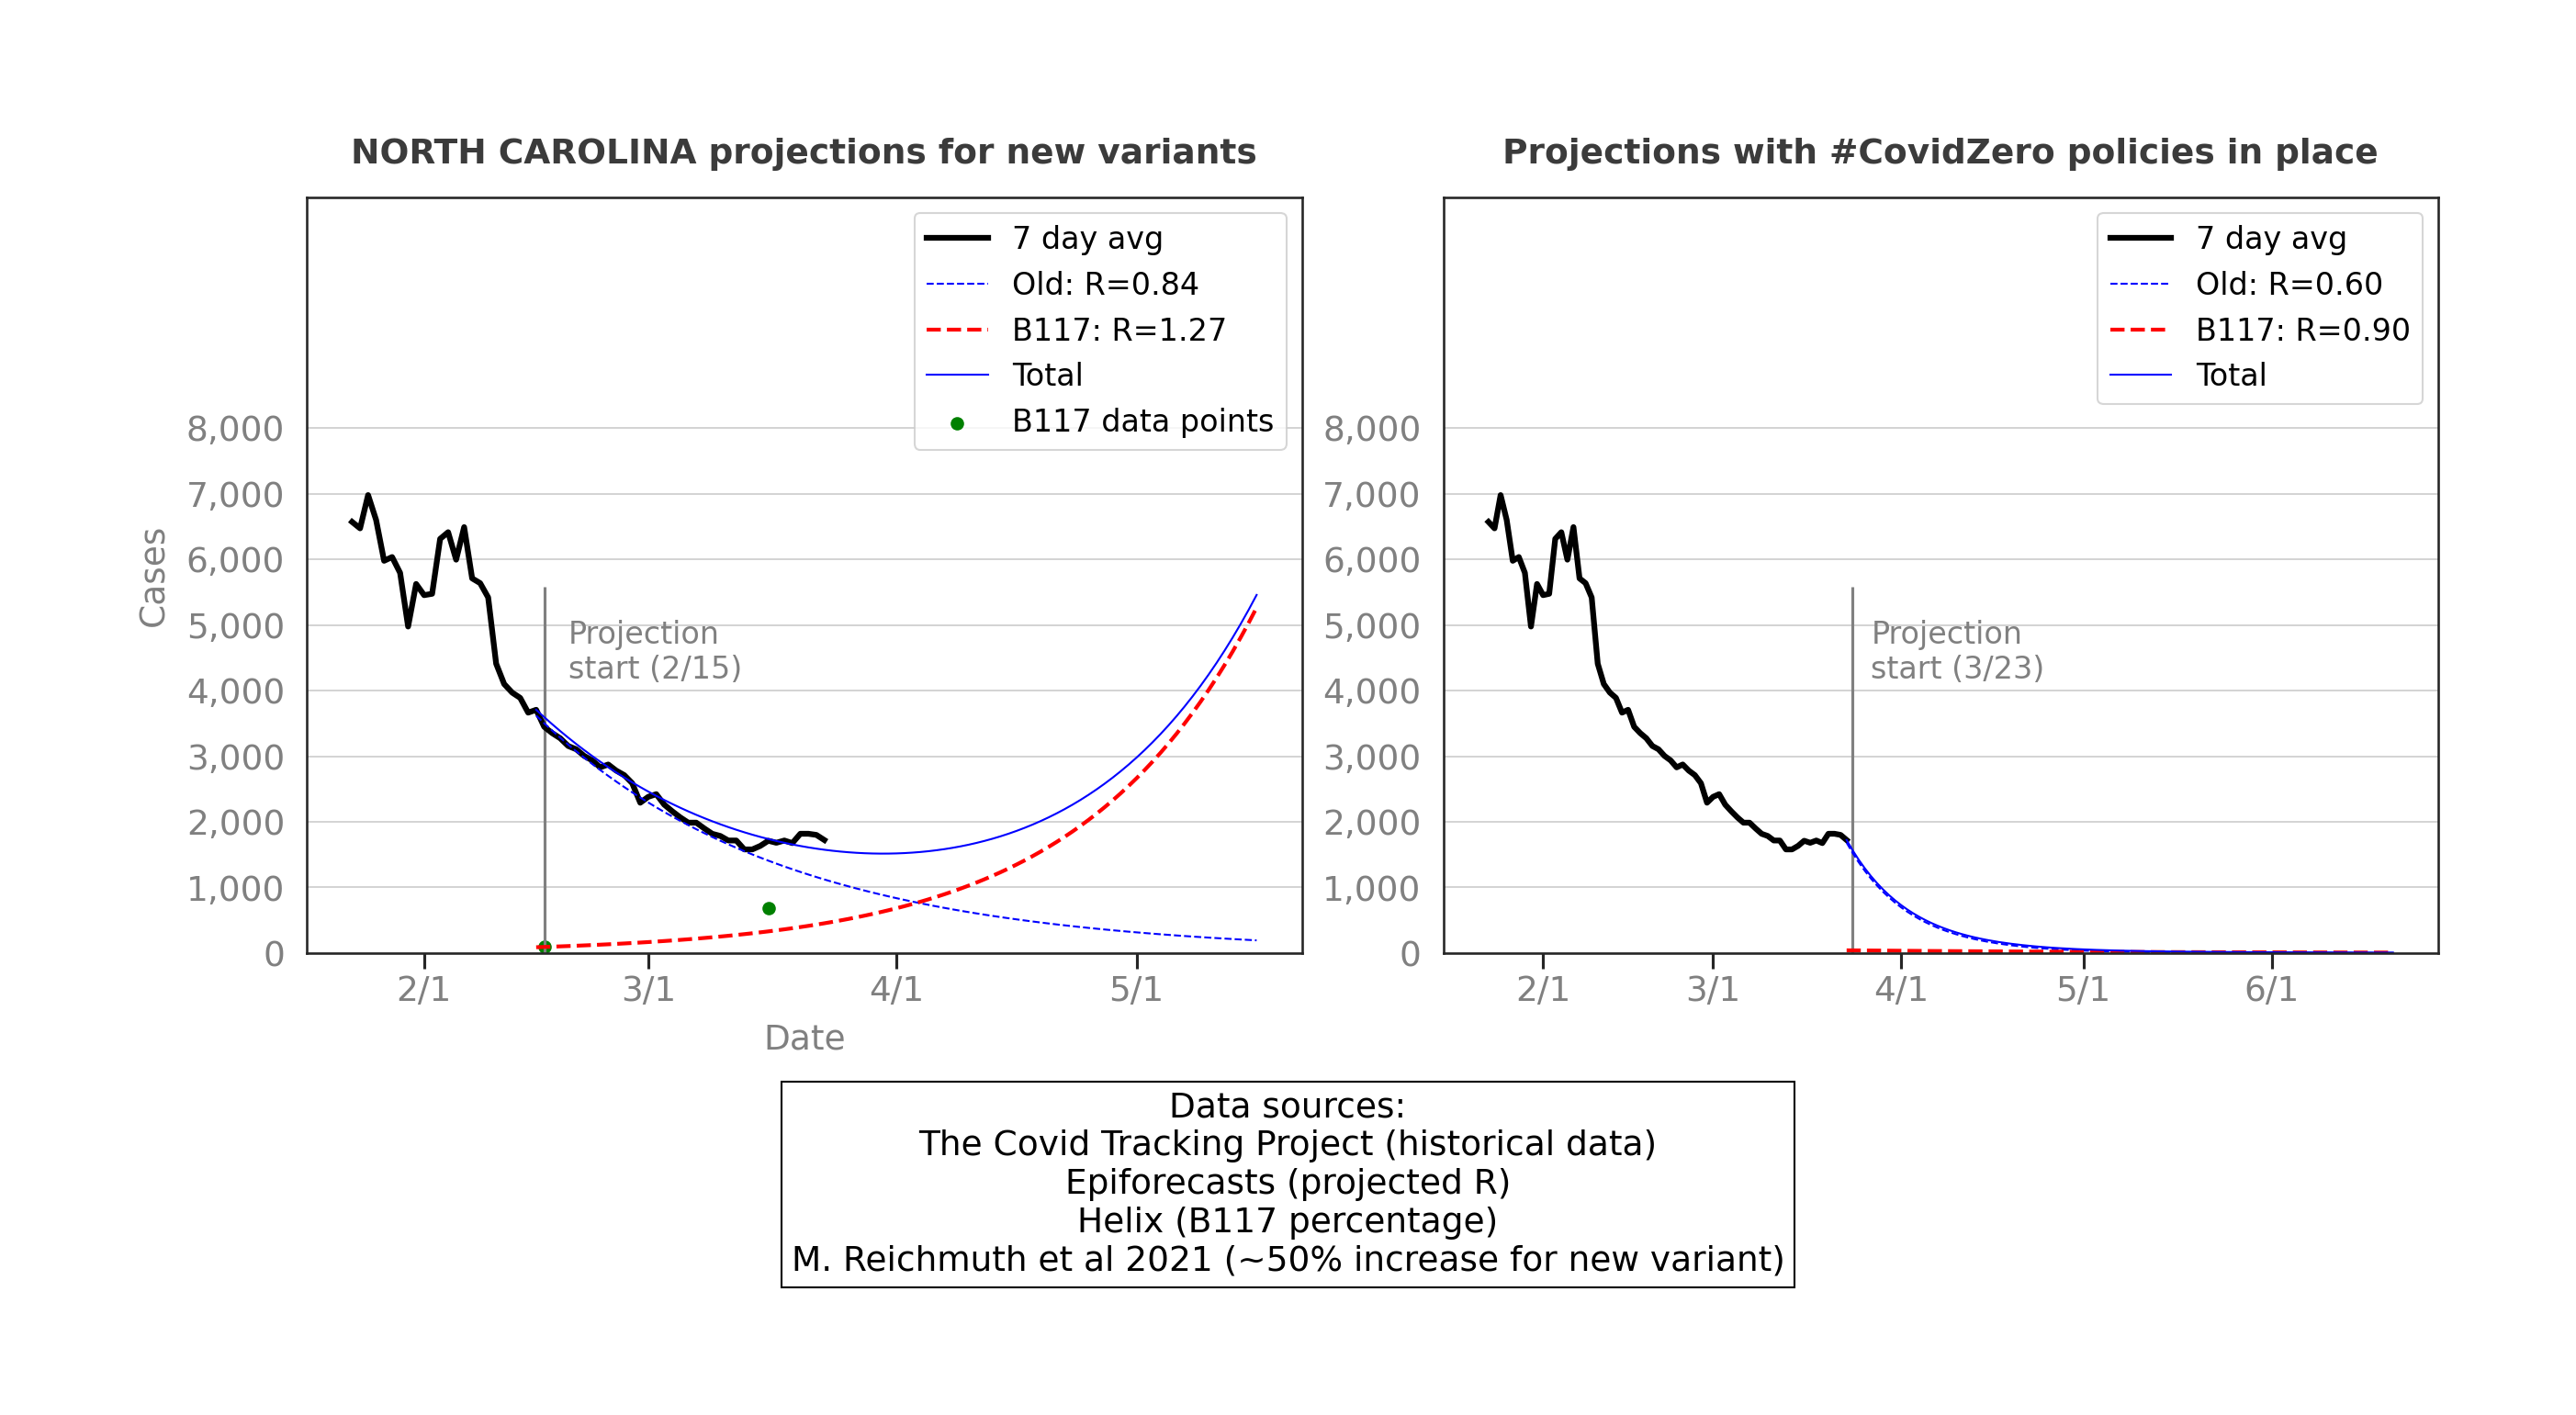 NORTH CAROLINA projections for new variants
7 day avg
Old: R=0.84
B117: R=1.27
Total
B117 data points
8,000
7,000
6,000
5,000
4,000
3,000
2,000
1,000
0
Cases
Projection
start (2/15)
2/1
3/1
4/1
5/1
Date
Projections with #CovidZero policies in place
7 day avg
Old: R=0.60
B117: R=0.90
Total
8,000
7,000
6,000
5,000
4,000
3,000
2,000
1,000
0
Projection
start (3/23)
2/1
3/1
4/1
5/1
6/1
Data sources:
The Covid Tracking Project (historical data)
Epiforecasts (projected R)
Helix (B117 percentage)
M. Reichmuth et al 2021 (~50% increase for new variant)